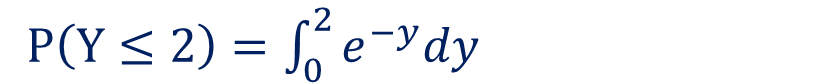 P(Y ≤ 2) = ∫₀² e⁻ʸ dy